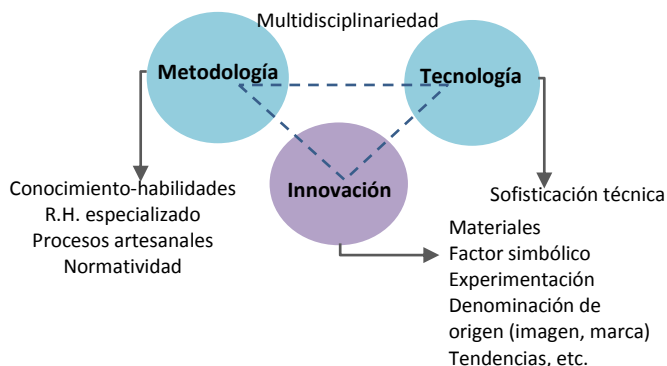 Multidisciplinariedad
Metodología
Tecnología
Innovación
Conocimiento-habilidades
R.H. especializado
Procesos artesanales
Normatividad
Sofisticación técnica
Materiales
Factor simbólico
Experimentación
Denominación de
origen (imagen, marca)
Tendencias, etc.